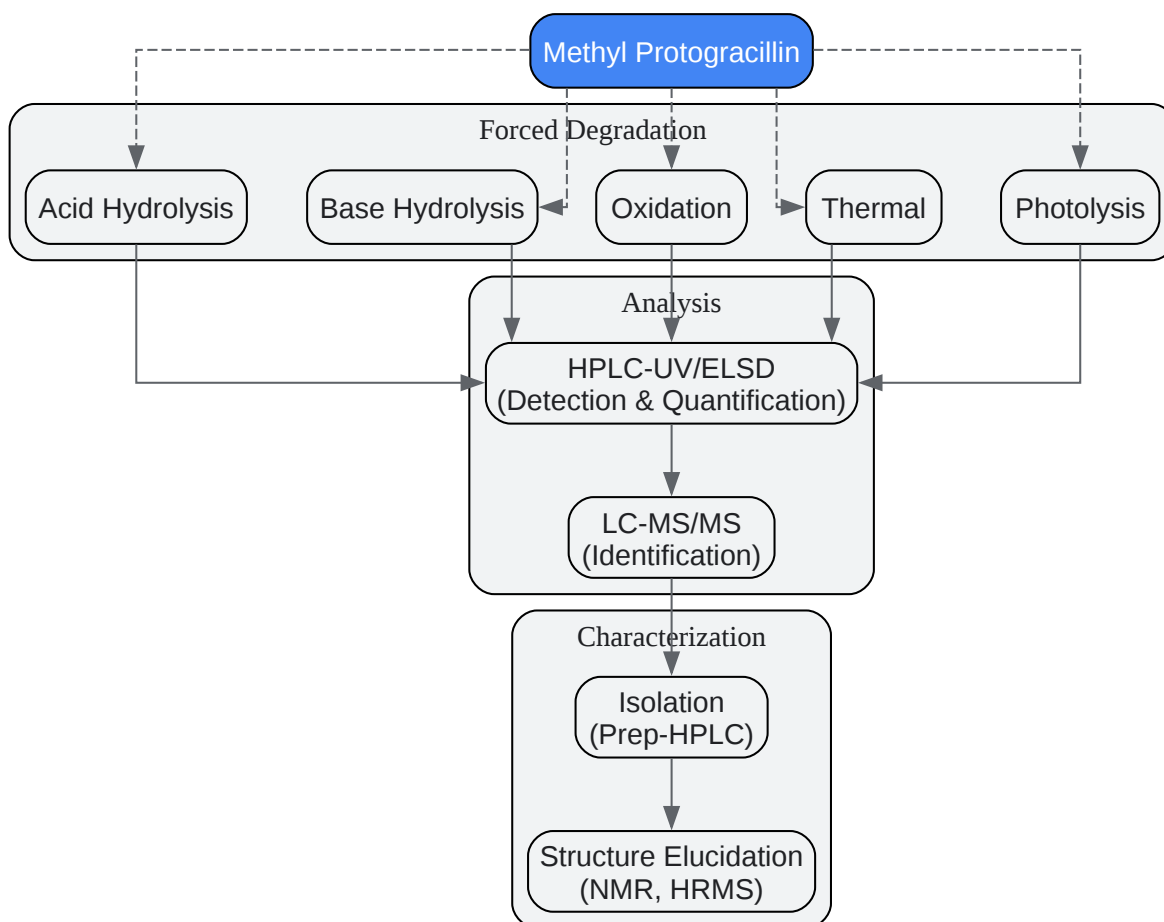 Methyl Protogracillin
Forced Degradation
Acid Hydrolysis
Base Hydrolysis
Oxidation
Thermal
Photolysis
Analysis
HPLC-UV/ELSD
(Detection & Quantification)
LC-MS/MS
(Identification)
Characterization
Isolation
(Prep-HPLC)
Structure Elucidation
(NMR, HRMS)